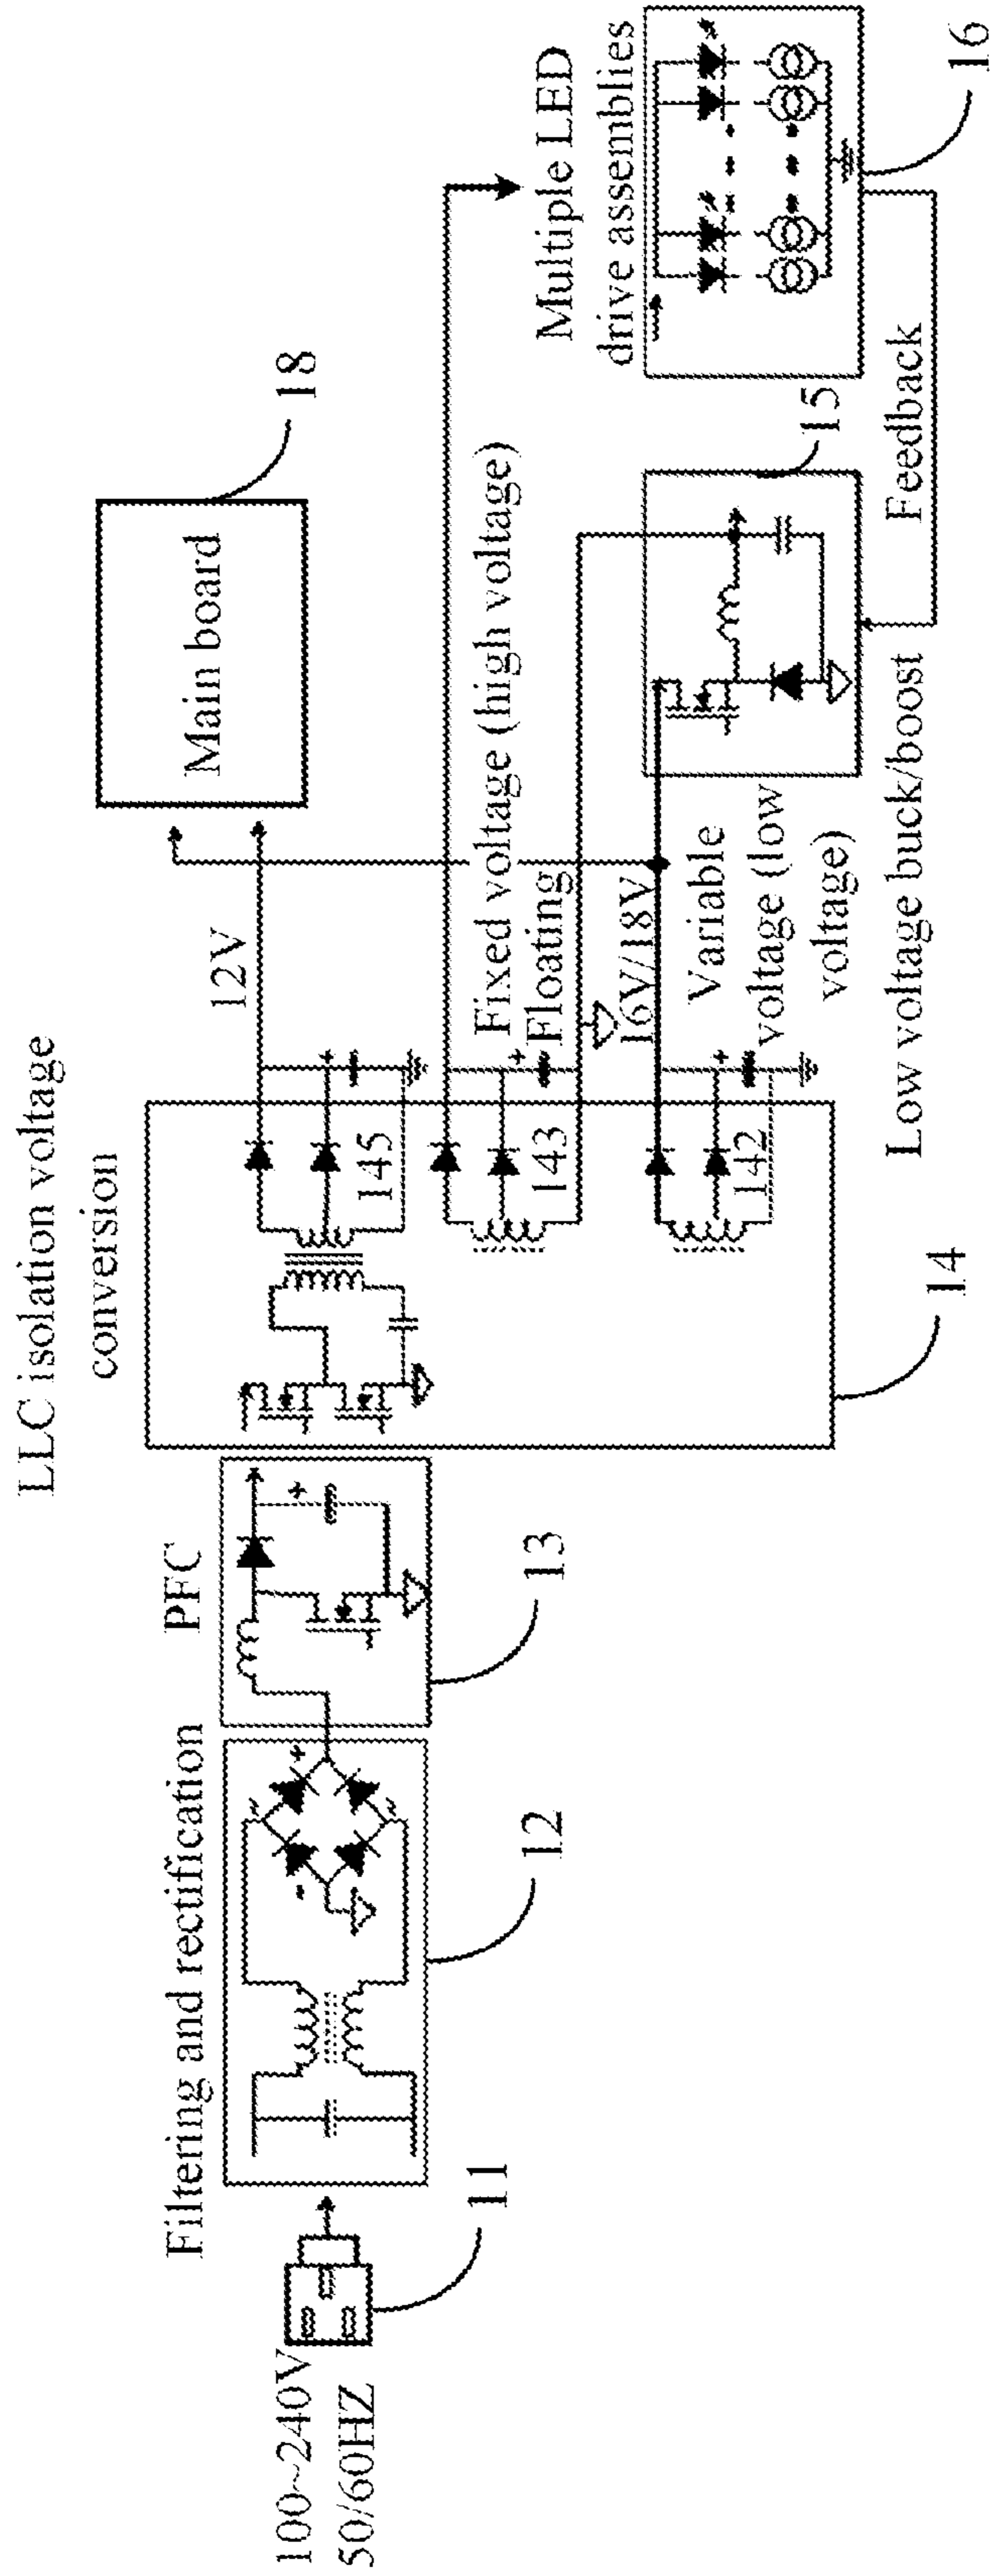 LLC isolation voltage
conversion
PFC
Filtering and rectification
100~240V
50/60HZ
11
12
13
14
145
143
142
12V
Main board
18
Fixed voltage (high voltage)
Floating
16V/18V
Variable
voltage (low
voltage)
Low voltage buck/boost
15
Feedback
Multiple LED
drive assemblies
16